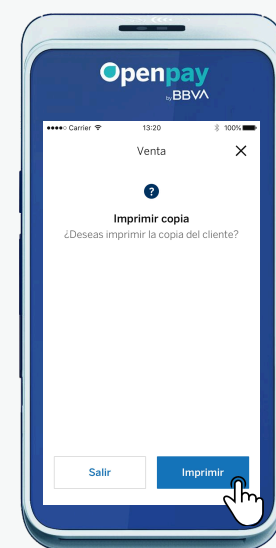 Openpay
by BBVA
Carrier 13:20 100%
Venta
?
Imprimir copia
¿Deseas imprimir la copia del cliente?
Salir Imprimir